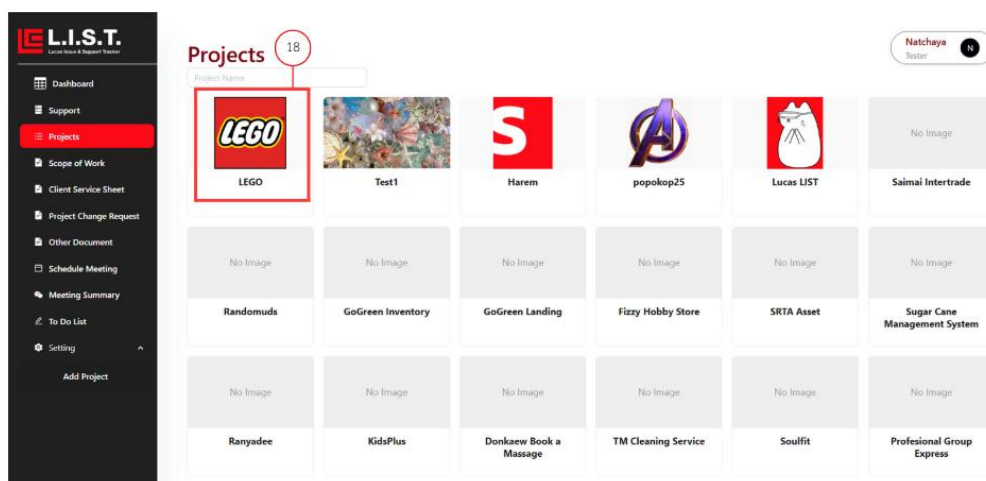 L.I.S.T.
Lucas Issue & Support Tracker
Dashboard
Support
Projects
Scope of Work
Client Service Sheet
Project Change Request
Other Document
Schedule Meeting
Meeting Summary
To Do List
Setting
Add Project
Projects
18
Natchaya
Tester
N
Project Name
LEGO
S
No Image
LEGO
Test1
Harem
popokop25
Lucas LIST
Saimai Intertrade
No Image
No Image
No Image
No Image
No Image
No Image
Randomuds
GoGreen Inventory
GoGreen Landing
Fizzy Hobby Store
SRTA Asset
Sugar Cane
Management System
No Image
No Image
No Image
No Image
No Image
No Image
Ranyadee
KidsPlus
Donkaew Book a
Massage
TM Cleaning Service
Soulfit
Profesional Group
Express